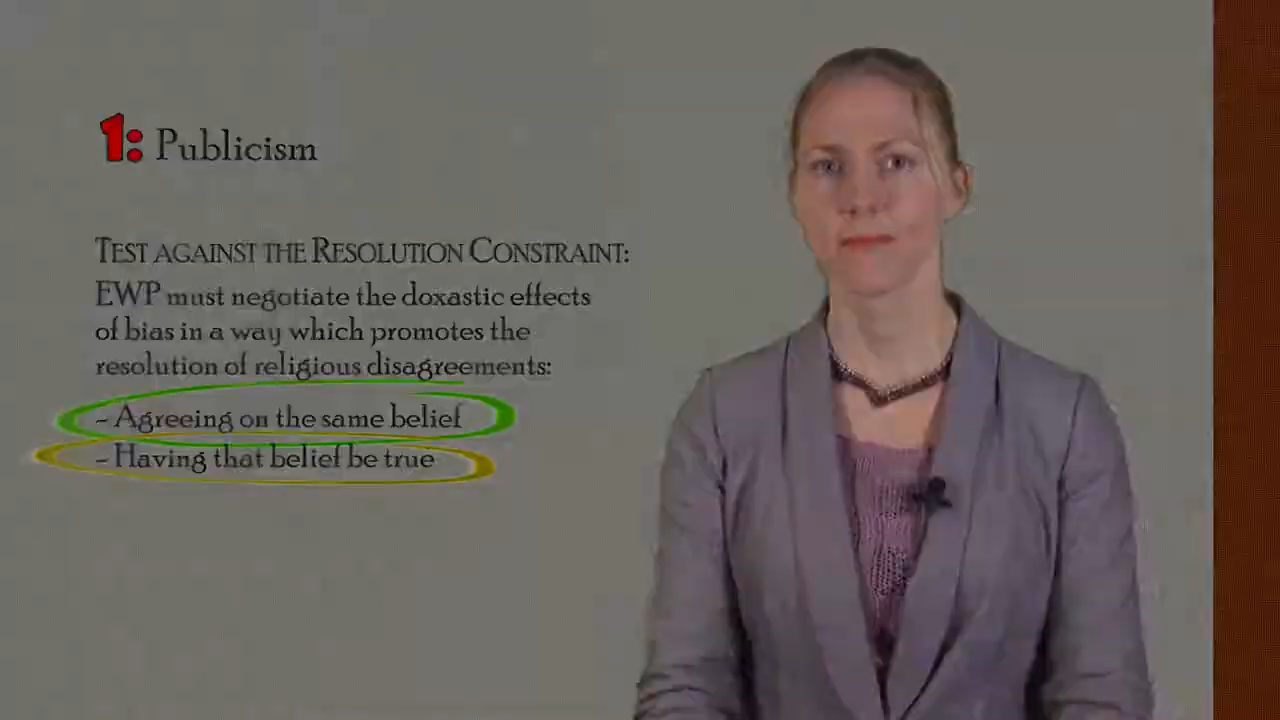 1: Publicism
TEST AGAINST THE RESOLUTION CONSTRAINT:
EWP must negotiate the doxastic effects
of bias in a way which promotes the
resolution of religious disagreements:
- Agreeing on the same belief
- Having that belief be true